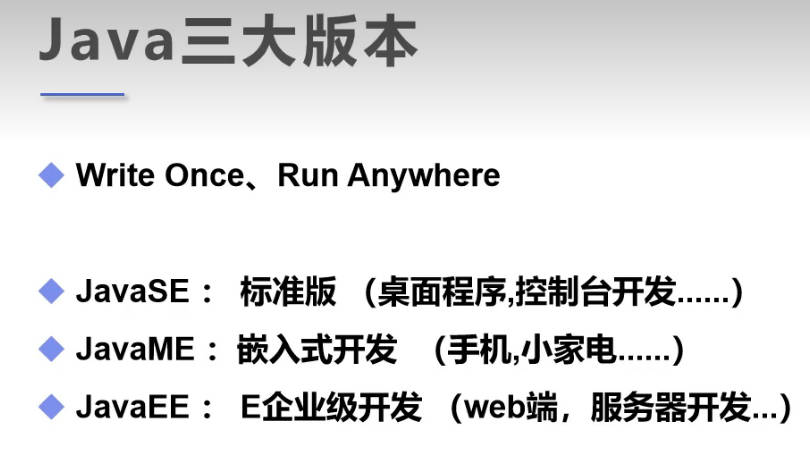 Java三大版本
Write Once、Run Anywhere
JavaSE： 标准版 （桌面程序,控制台开发......）
JavaME：嵌入式开发 （手机,小家电......）
JavaEE： E企业级开发 （web端，服务器开发...）